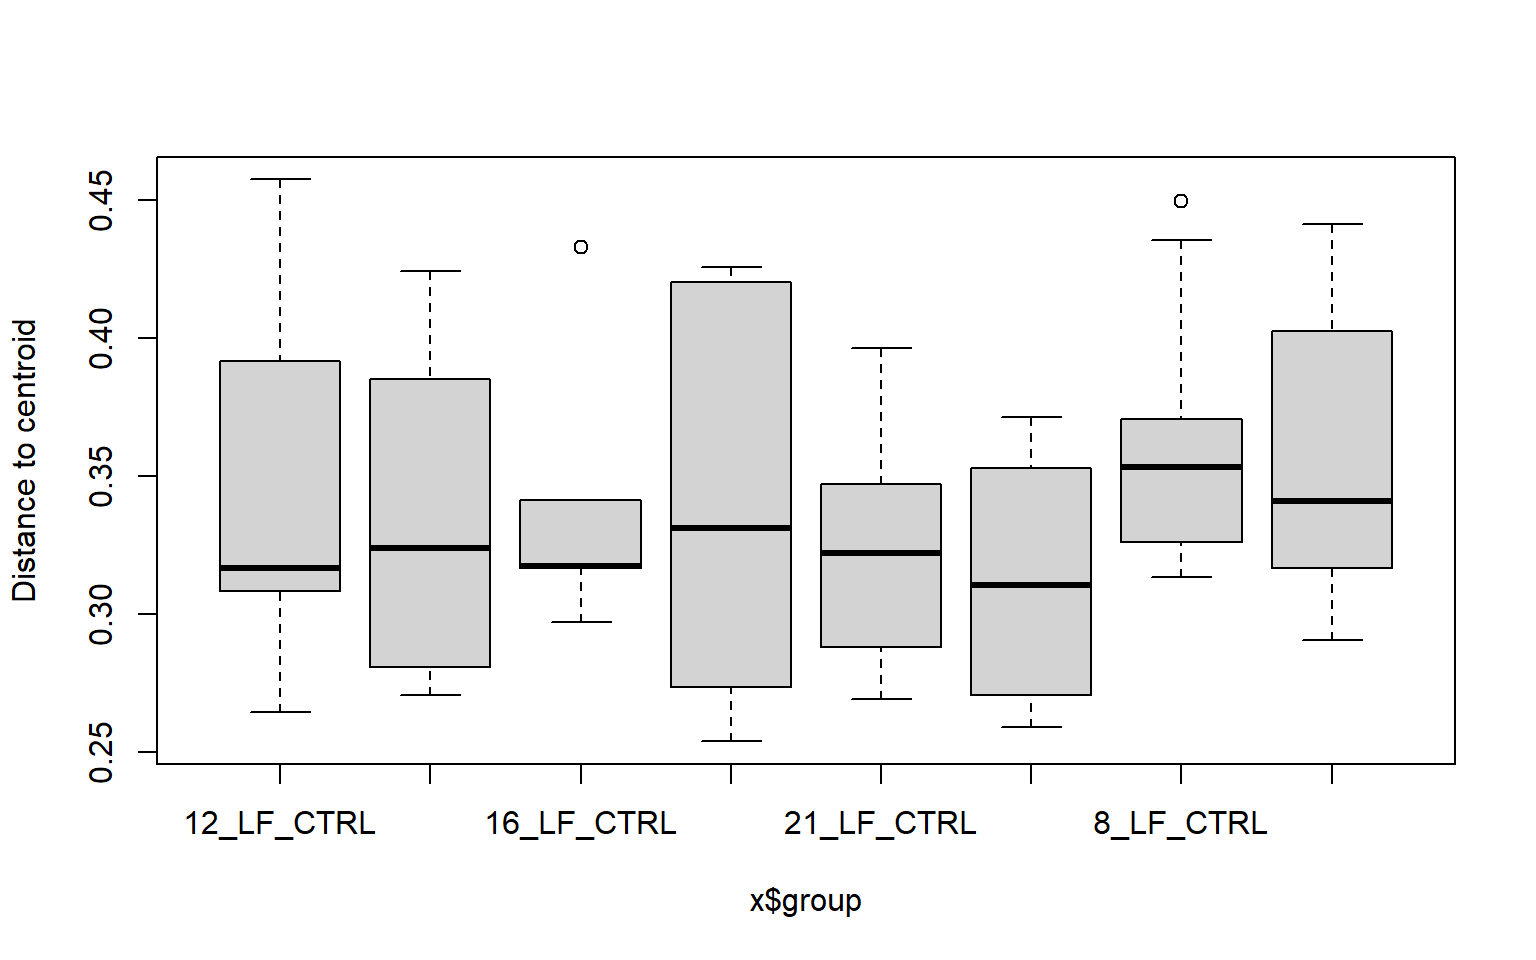 Distance to centroid
0.45
0.40
0.35
0.30
0.25
12_LF_CTRL 16_LF_CTRL 21_LF_CTRL 8_LF_CTRL
x$group